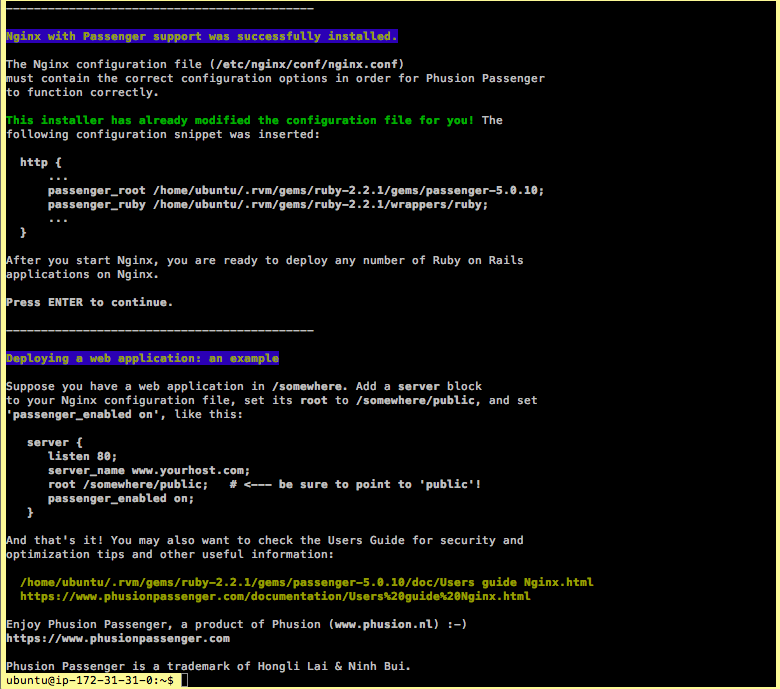 --------------------------------------------
Nginx with Passenger support was successfully installed.
The Nginx configuration file (/etc/nginx/conf/nginx.conf)
must contain the correct configuration options in order for Phusion Passenger
to function correctly.
This installer has already modified the configuration file for you! The
following configuration snippet was inserted:
http {
...
passenger_root /home/ubuntu/.rvm/gems/ruby-2.2.1/gems/passenger-5.0.10;
passenger_ruby /home/ubuntu/.rvm/gems/ruby-2.2.1/wrappers/ruby;
...
}
After you start Nginx, you are ready to deploy any number of Ruby on Rails
applications on Nginx.
Press ENTER to continue.
--------------------------------------------
Deploying a web application: an example
Suppose you have a web application in /somewhere. Add a server block
to your Nginx configuration file, set its root to /somewhere/public, and set
'passenger_enabled on', like this:
server {
listen 80;
server_name www.yourhost.com;
root /somewhere/public;   # <--- be sure to point to 'public'!
passenger_enabled on;
}
And that's it! You may also want to check the Users Guide for security and
optimization tips and other useful information:
/home/ubuntu/.rvm/gems/ruby-2.2.1/gems/passenger-5.0.10/doc/Users guide Nginx.html
https://www.phusionpassenger.com/documentation/Users%20guide%20Nginx.html
Enjoy Phusion Passenger, a product of Phusion (www.phusion.nl) :-)
https://www.phusionpassenger.com
Phusion Passenger is a trademark of Hongli Lai & Ninh Bui.
ubuntu@ip-172-31-31-0:~$